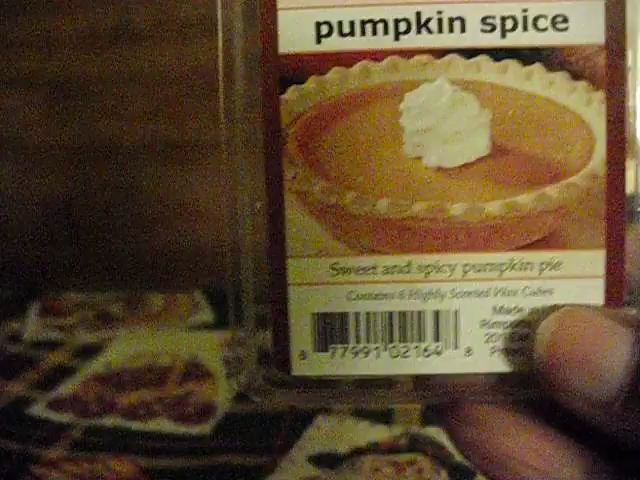 pumpkin spice
Sweet and spicy pumpkin pie
Contains 6 Highly Scented Wax Cubes
Made
8 77991 02164 8